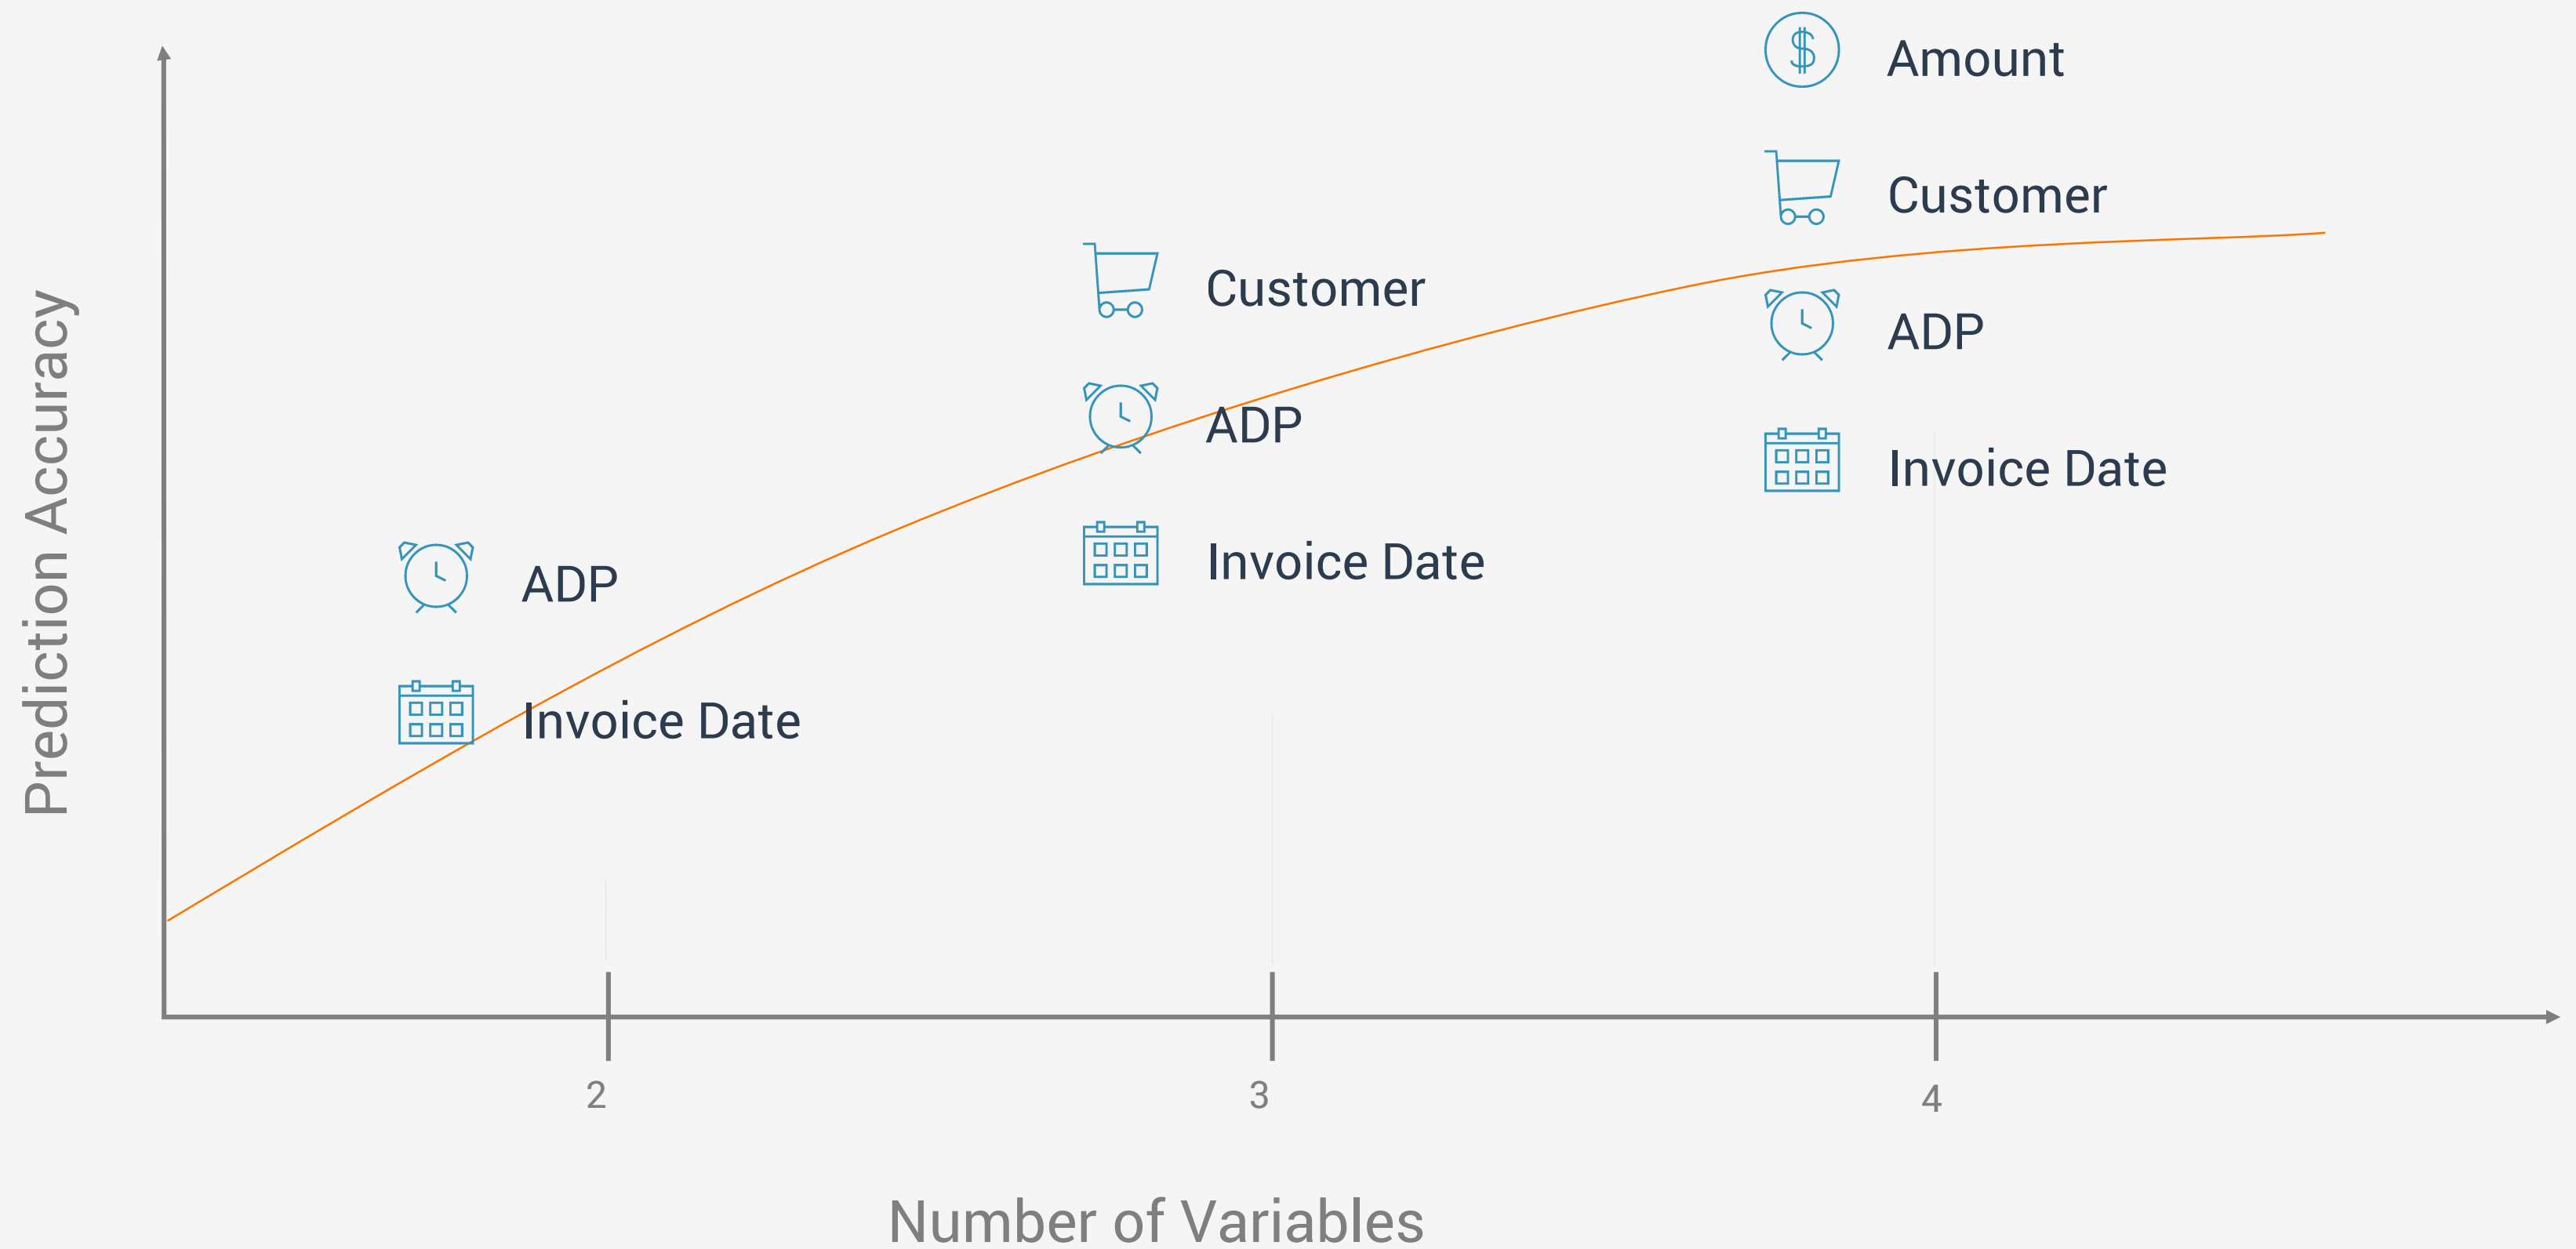 Prediction Accuracy
ADP
Invoice Date
Customer
ADP
Invoice Date
Amount
Customer
ADP
Invoice Date
2
3
4
Number of Variables